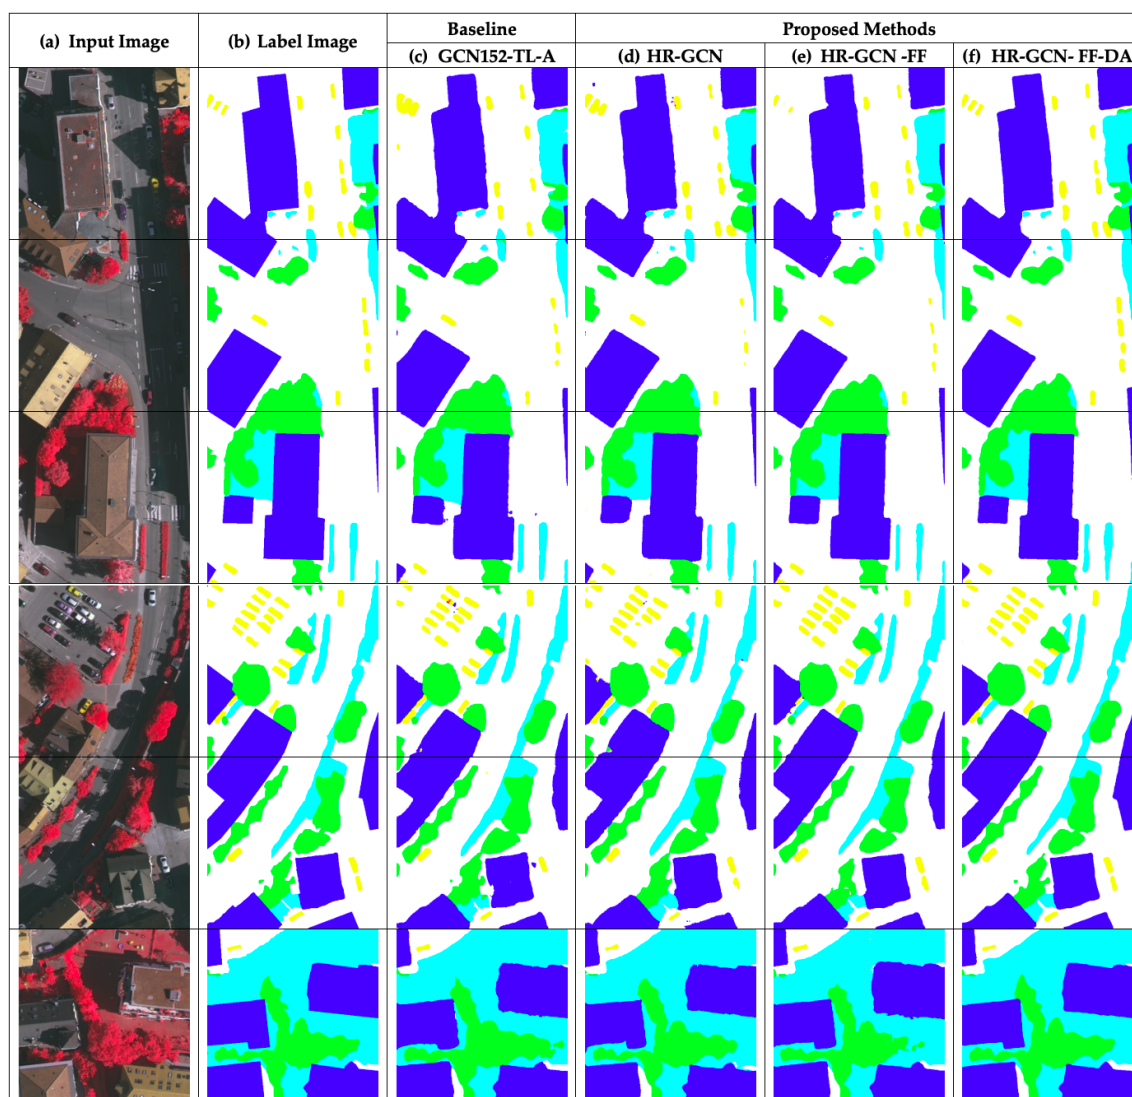 Baseline Proposed Methods
(a) Input Image (b) Label Image
(c) GCN152-TL-A (d) HR-GCN (e) HR-GCN -FF (f) HR-GCN- FF-DA